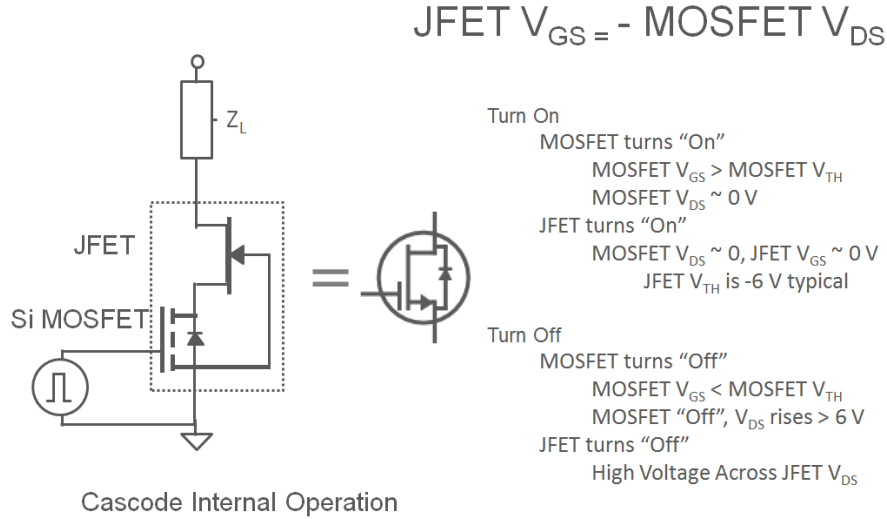 JFET VGS = - MOSFET VDS
ZL
JFET
Si MOSFET
=
Cascode Internal Operation
Turn On
MOSFET turns “On”
MOSFET VGS > MOSFET VTH
MOSFET VDS ~ 0 V
JFET turns “On”
MOSFET VDS ~ 0, JFET VGS ~ 0 V
JFET VTH is -6 V typical
Turn Off
MOSFET turns “Off”
MOSFET VGS < MOSFET VTH
MOSFET “Off”, VDS rises > 6 V
JFET turns “Off”
High Voltage Across JFET VDS